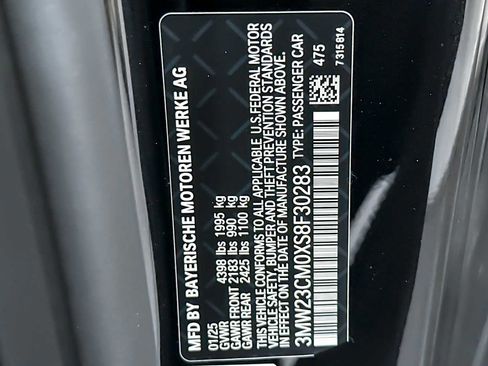 MFD BY BAYERISCHE MOTOREN WERKE AG
01/25
GVWR 4398 lbs 1995 kg
GAWR FRONT 2183 lbs 990 kg
GAWR REAR 2425 lbs 1100 kg
THIS VEHICLE CONFORMS TO ALL APPLICABLE U.S.FEDERAL MOTOR
VEHICLE SAFETY, BUMPER AND THEFT PREVENTION STANDARDS
IN EFFECT ON THE DATE OF MANUFACTURE SHOWN ABOVE.
3MW23CM0XS8F30283 TYPE: PASSENGER CAR
475
7 315 814